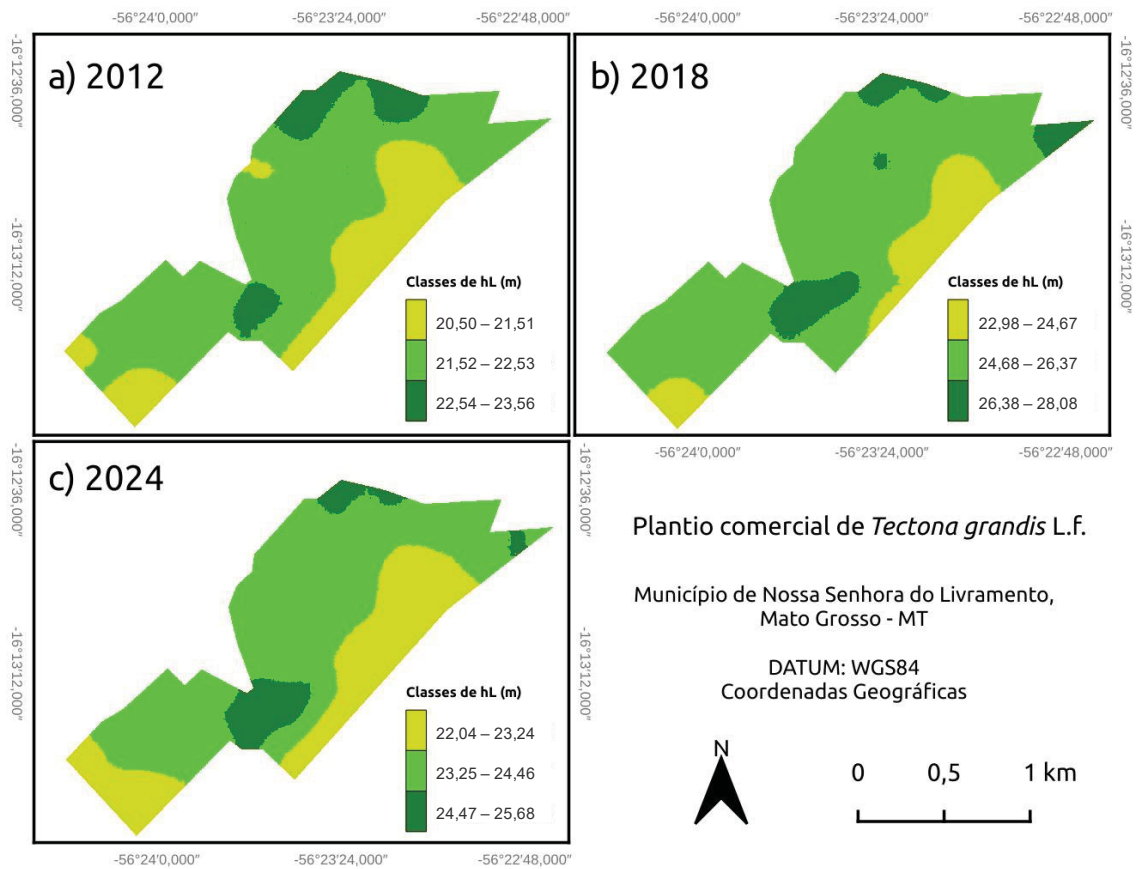 -56°24'0,000"
-56°23'24,000"
-56°22'48,000"
-56°24'0,000"
-56°23'24,000"
-56°22'48,000"
-16°12'36,000"
-16°13'12,000"
a) 2012
Classes de hL (m)
20,50 – 21,51
21,52 – 22,53
22,54 – 23,56
b) 2018
Classes de hL (m)
22,98 – 24,67
24,68 – 26,37
26,38 – 28,08
-16°12'36,000"
-16°13'12,000"
-56°24'0,000"
-56°23'24,000"
-56°22'48,000"
-16°12'36,000"
-16°13'12,000"
c) 2024
Classes de hL (m)
22,04 – 23,24
23,25 – 24,46
24,47 – 25,68
-16°12'36,000"
-16°13'12,000"
-56°24'0,000"
-56°23'24,000"
-56°22'48,000"
Plantio comercial de Tectona grandis L.f.
Município de Nossa Senhora do Livramento,
Mato Grosso - MT
DATUM: WGS84
Coordenadas Geográficas
N
0 0,5 1 km